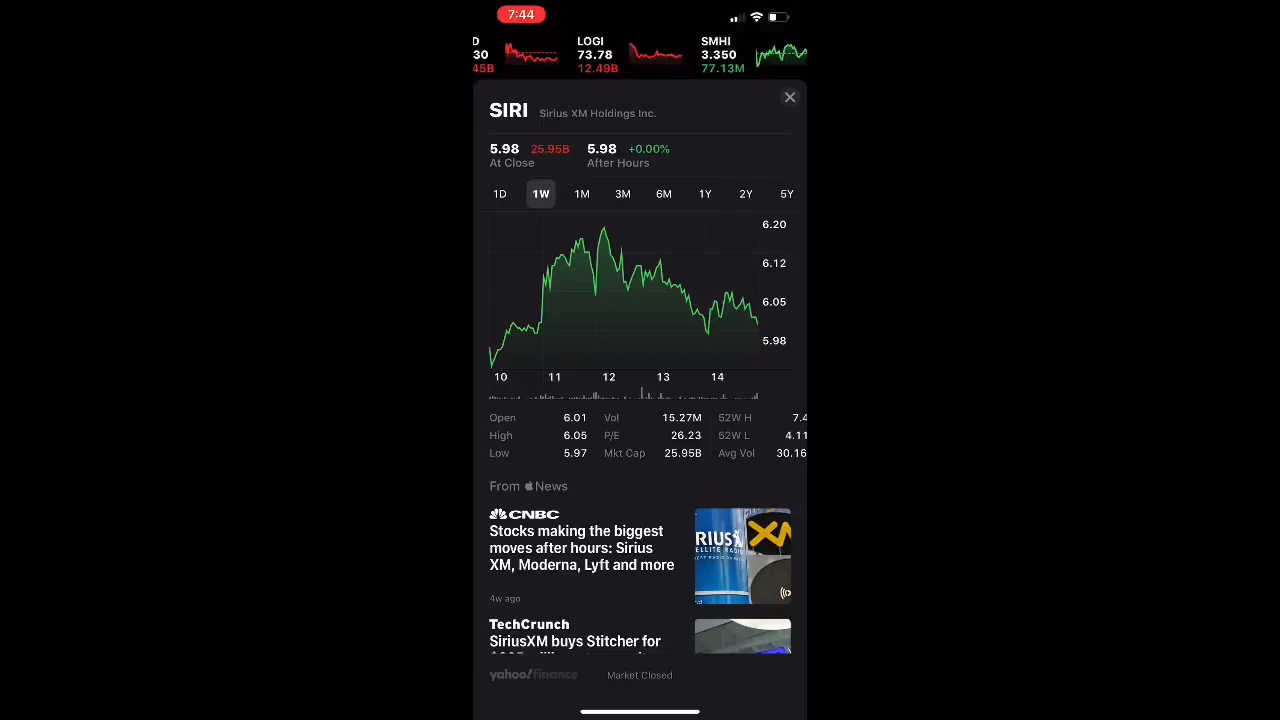 7:44
D LOGI SMHI
30 73.78 3.350
45B 12.49B 77.13M
SIRI Sirius XM Holdings Inc.
5.98 25.95B 5.98 +0.00%
At Close After Hours
1D 1W 1M 3M 6M 1Y 2Y 5Y
6.20
6.12
6.05
5.98
10 11 12 13 14
Open 6.01 Vol 15.27M 52W H 7.4
High 6.05 P/E 26.23 52W L 4.11
Low 5.97 Mkt Cap 25.95B Avg Vol 30.16
From News
CNBC
Stocks making the biggest
moves after hours: Sirius
XM, Moderna, Lyft and more
4w ago
RIUS
ELLITE RADI
XM
TechCrunch
SiriusXM buys Stitcher for
yahoo!finance Market Closed